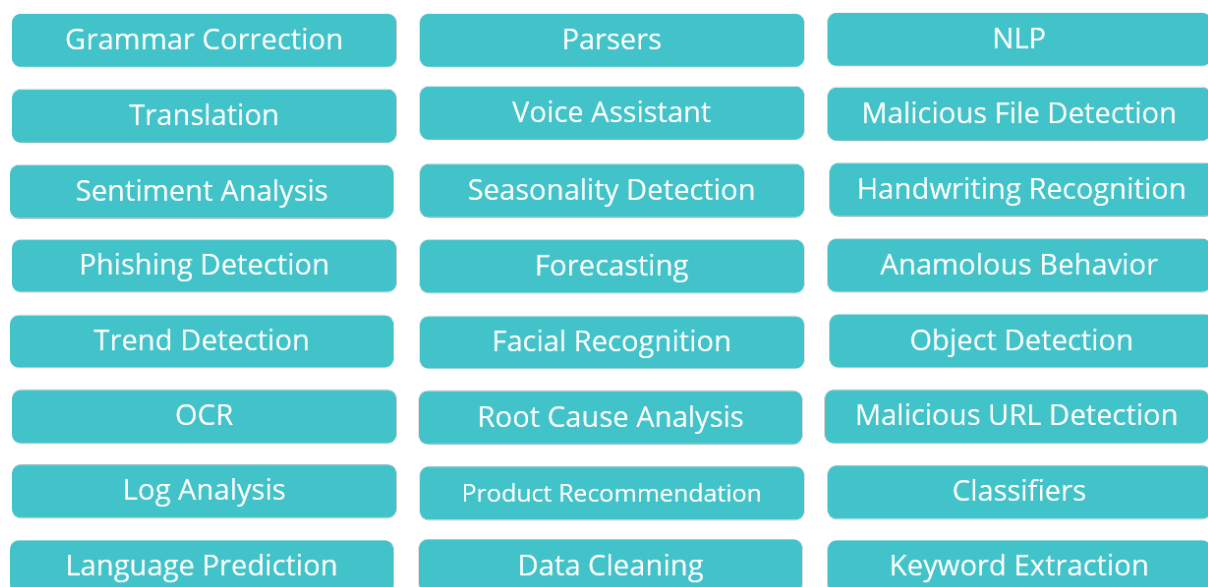 Grammar Correction
Parsers
NLP
Translation
Voice Assistant
Malicious File Detection
Sentiment Analysis
Seasonality Detection
Handwriting Recognition
Phishing Detection
Forecasting
Anamolous Behavior
Trend Detection
Facial Recognition
Object Detection
OCR
Root Cause Analysis
Malicious URL Detection
Log Analysis
Product Recommendation
Classifiers
Language Prediction
Data Cleaning
Keyword Extraction